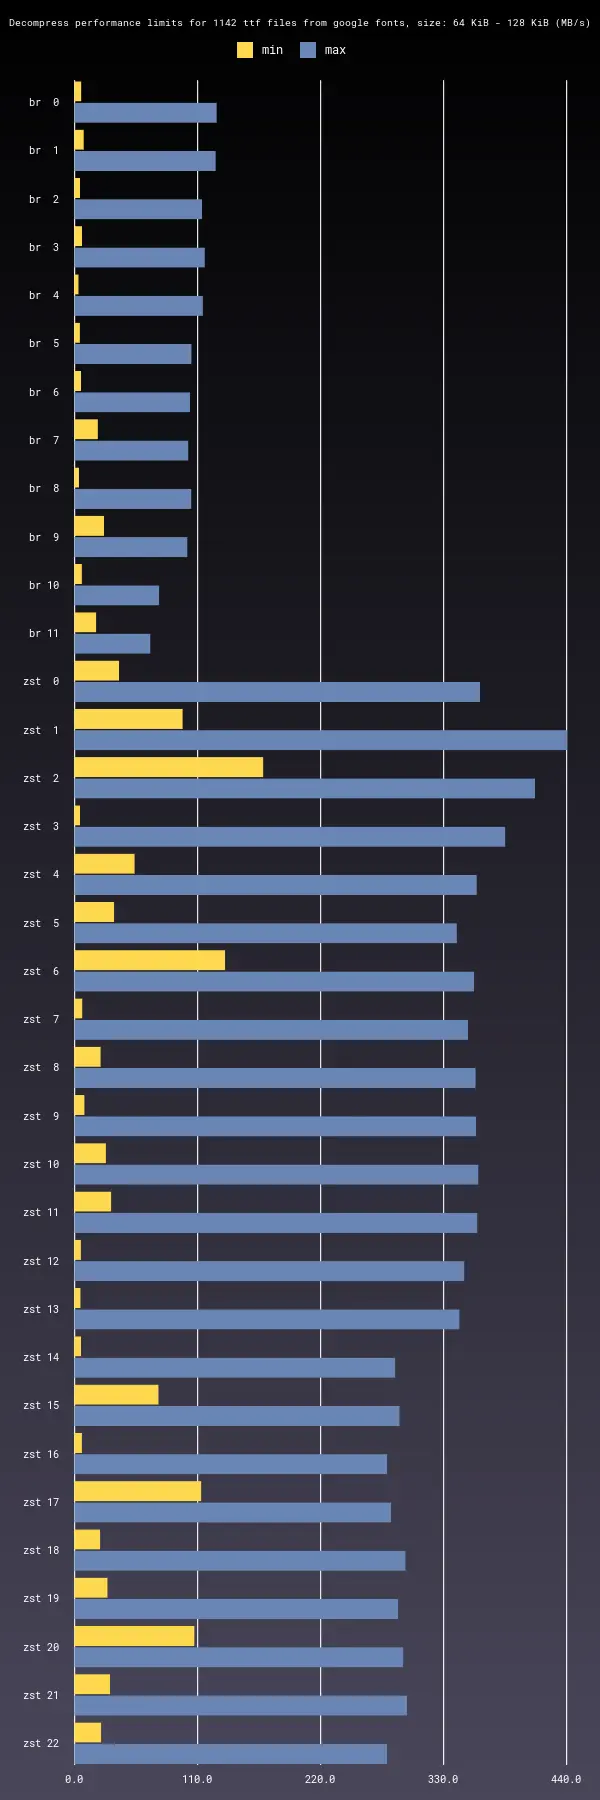 Decompress performance limits for 1142 ttf files from google fonts, size: 64 KiB - 128 KiB (MB/s)
min max
br 0
br 1
br 2
br 3
br 4
br 5
br 6
br 7
br 8
br 9
br 10
br 11
zst 0
zst 1
zst 2
zst 3
zst 4
zst 5
zst 6
zst 7
zst 8
zst 9
zst 10
zst 11
zst 12
zst 13
zst 14
zst 15
zst 16
zst 17
zst 18
zst 19
zst 20
zst 21
zst 22
0.0 110.0 220.0 330.0 440.0